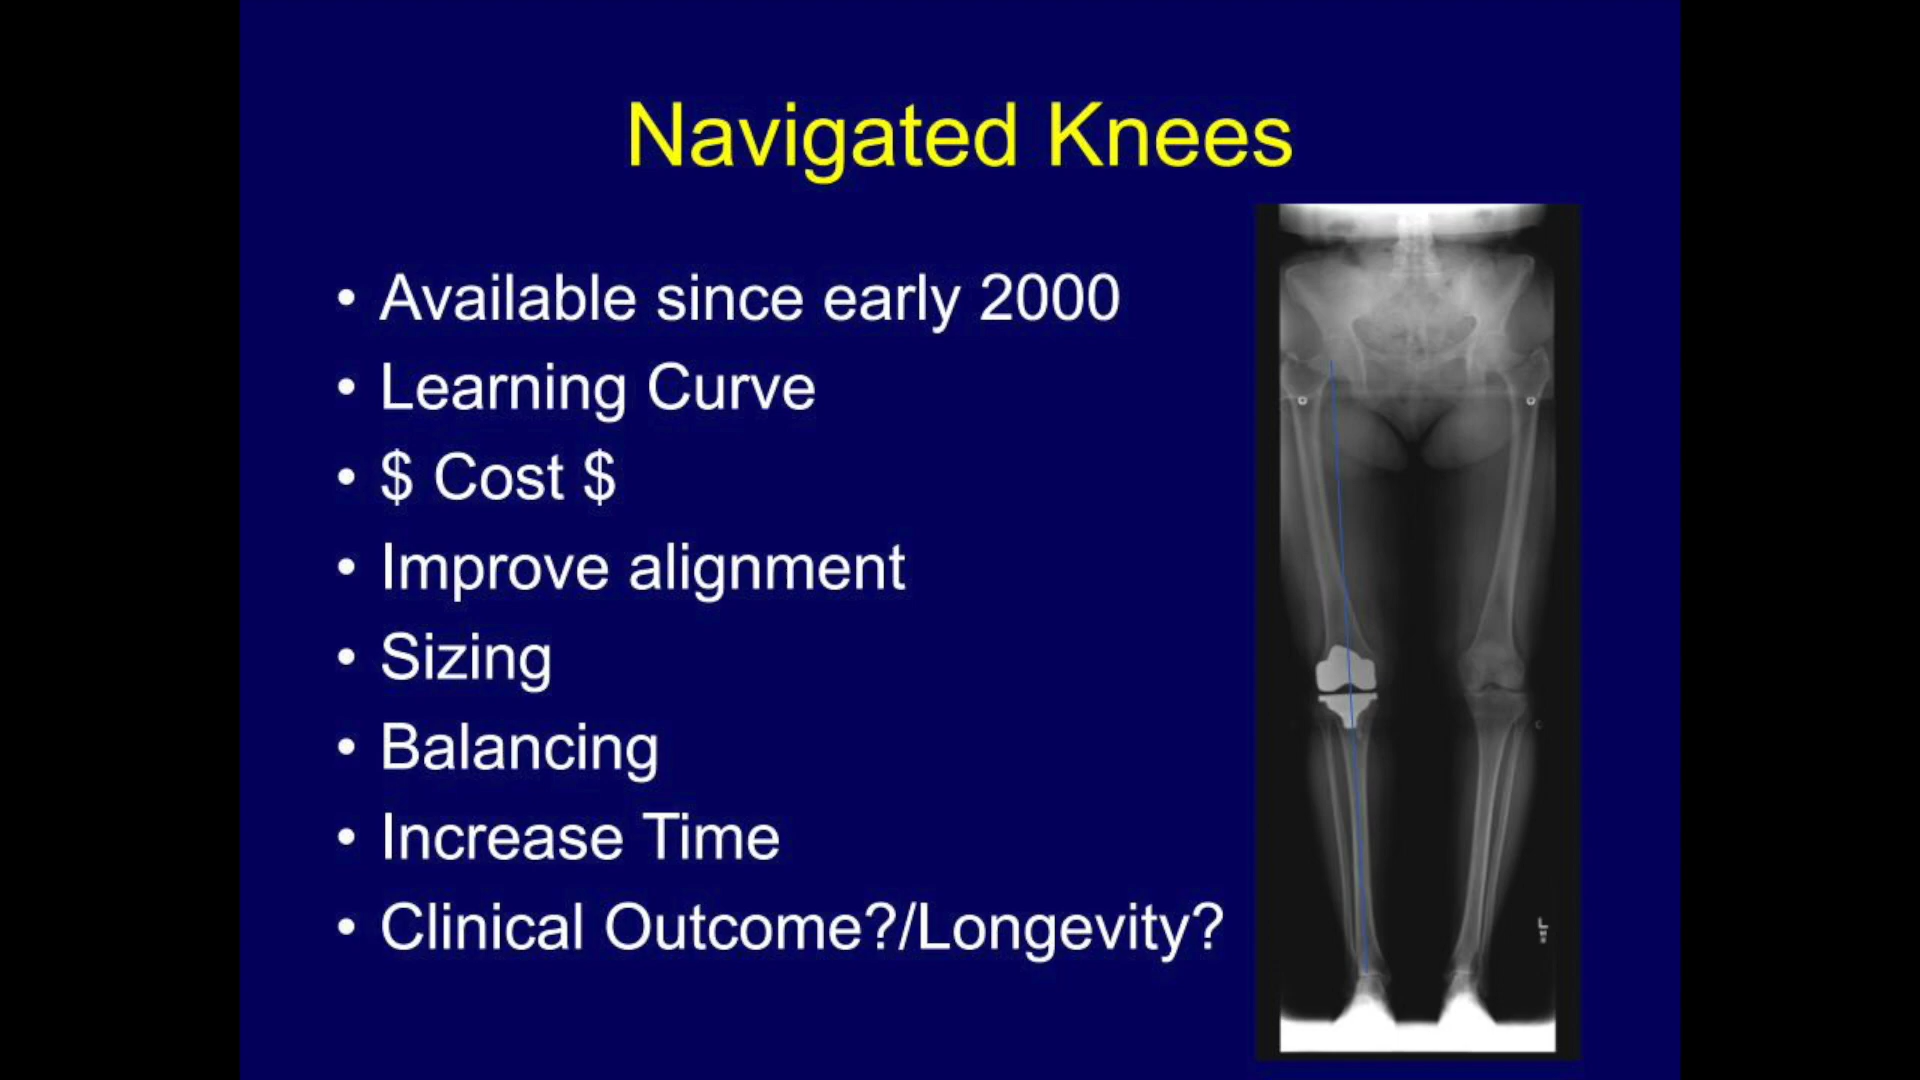 Navigated Knees
• Available since early 2000
• Learning Curve
• $ Cost $
• Improve alignment
• Sizing
• Balancing
• Increase Time
• Clinical Outcome?/Longevity?
L